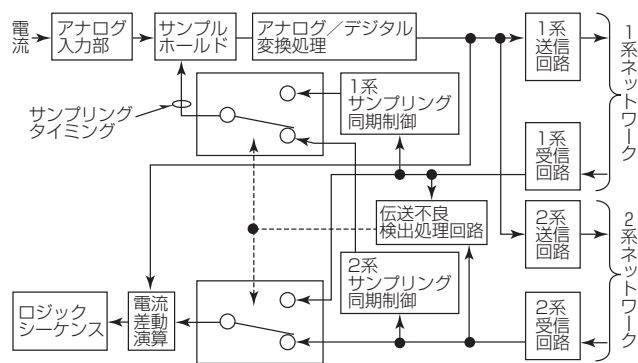 電流
アナログ
入力部
サンプル
ホールド
アナログ／デジタル
変換処理
1系
送信
回路
1系ネットワーク
サンプリング
タイミング
1系
サンプリング
同期制御
1系
受信
回路
伝送不良
検出処理回路
2系
送信
回路
2系ネットワーク
2系
サンプリング
同期制御
ロジック
シーケンス
電流
差動
演算
2系
受信
回路